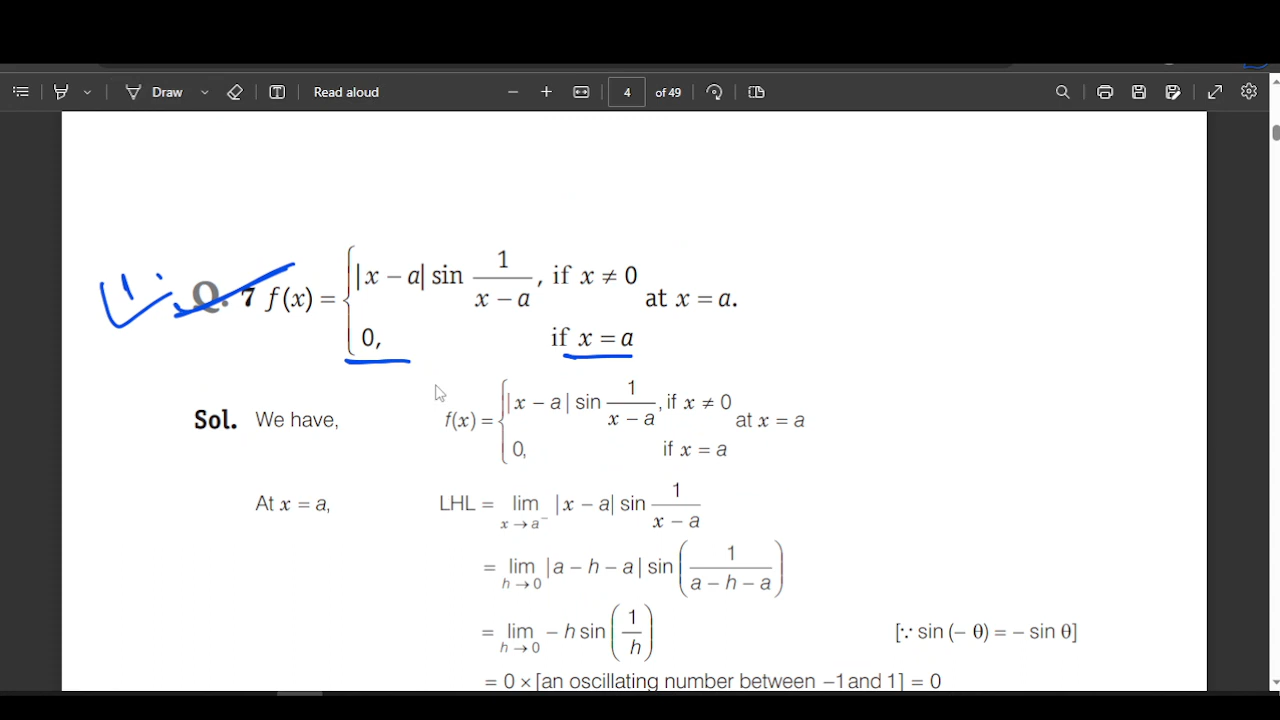 Draw
Read aloud
4 of 49
Q. 7 f(x) = { |x − a| sin 1/(x − a), if x ≠ 0
0, if x = a
at x = a.
Sol. We have, f(x) = { |x − a| sin 1/(x − a), if x ≠ 0
0, if x = a
at x = a
At x = a, LHL = lim x→a⁻ |x − a| sin 1/(x − a)
= lim h→0 |a − h − a| sin (1/(a − h − a))
= lim h→0 − h sin (1/h) [∵ sin (− θ) = − sin θ]
= 0 × [an oscillating number between −1 and 1] = 0